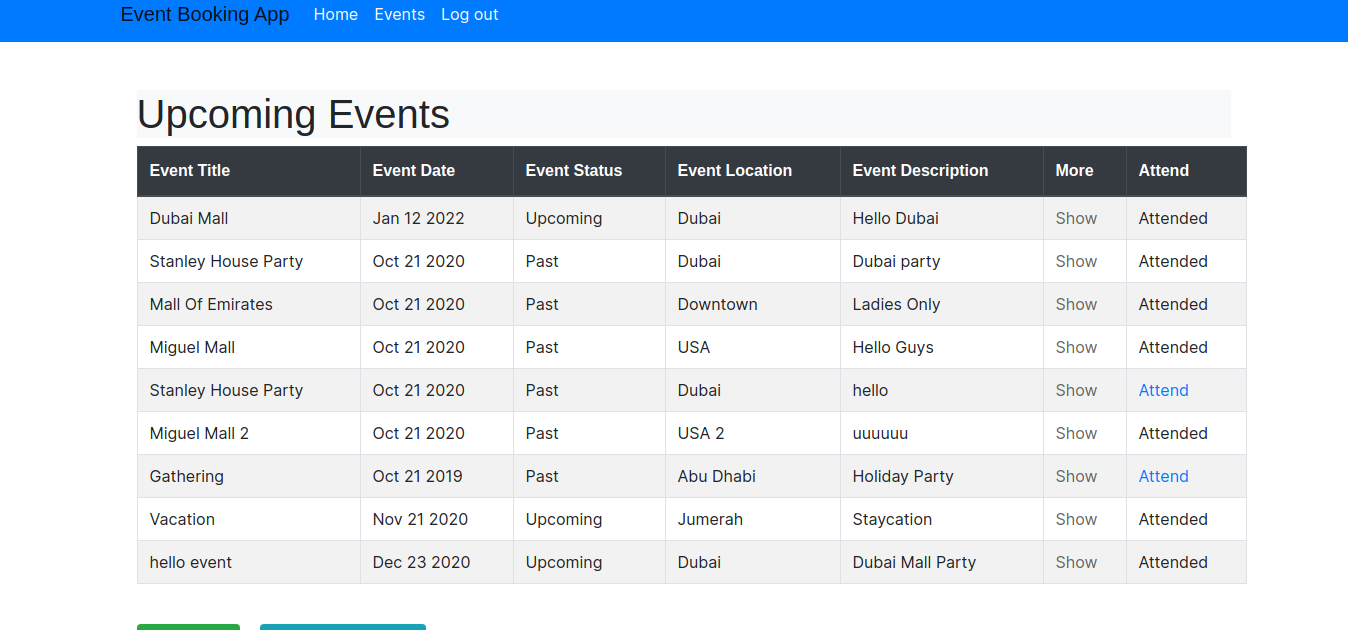 Event Booking App Home Events Log out
Upcoming Events
Event Title Event Date Event Status Event Location Event Description More Attend
Dubai Mall Jan 12 2022 Upcoming Dubai Hello Dubai Show Attended
Stanley House Party Oct 21 2020 Past Dubai Dubai party Show Attended
Mall Of Emirates Oct 21 2020 Past Downtown Ladies Only Show Attended
Miguel Mall Oct 21 2020 Past USA Hello Guys Show Attended
Stanley House Party Oct 21 2020 Past Dubai hello Show Attend
Miguel Mall 2 Oct 21 2020 Past USA 2 uuuuuu Show Attended
Gathering Oct 21 2019 Past Abu Dhabi Holiday Party Show Attend
Vacation Nov 21 2020 Upcoming Jumerah Staycation Show Attended
hello event Dec 23 2020 Upcoming Dubai Dubai Mall Party Show Attended